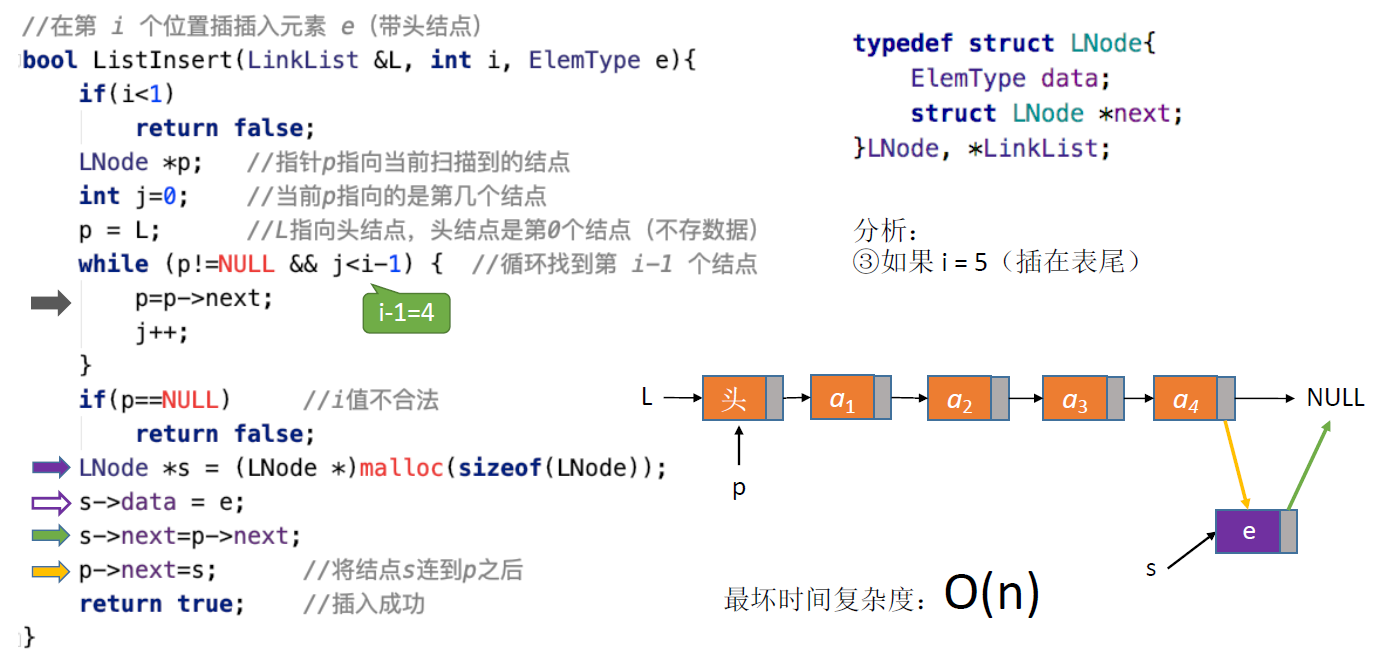 //在第 i 个位置插插入元素 e（带头结点）
bool ListInsert(LinkList &L, int i, ElemType e){
    if(i<1)
        return false;
    LNode *p;    //指针p指向当前扫描到的结点
    int j=0;    //当前p指向的是第几个结点
    p = L;    //L指向头结点，头结点是第0个结点（不存数据）
    while (p!=NULL && j<i-1) {  //循环找到第 i-1 个结点
        p=p->next;
        j++;
    }
    if(p==NULL)    //i值不合法
        return false;
    LNode *s = (LNode *)malloc(sizeof(LNode));
    s->data = e;
    s->next=p->next;
    p->next=s;    //将结点s连到p之后
    return true;    //插入成功
}
i-1=4
typedef struct LNode{
    ElemType data;
    struct LNode *next;
}LNode, *LinkList;
分析：
③如果 i = 5（插在表尾）
L 头 a1 a2 a3 a4 NULL
p
e
s
最坏时间复杂度：O(n)